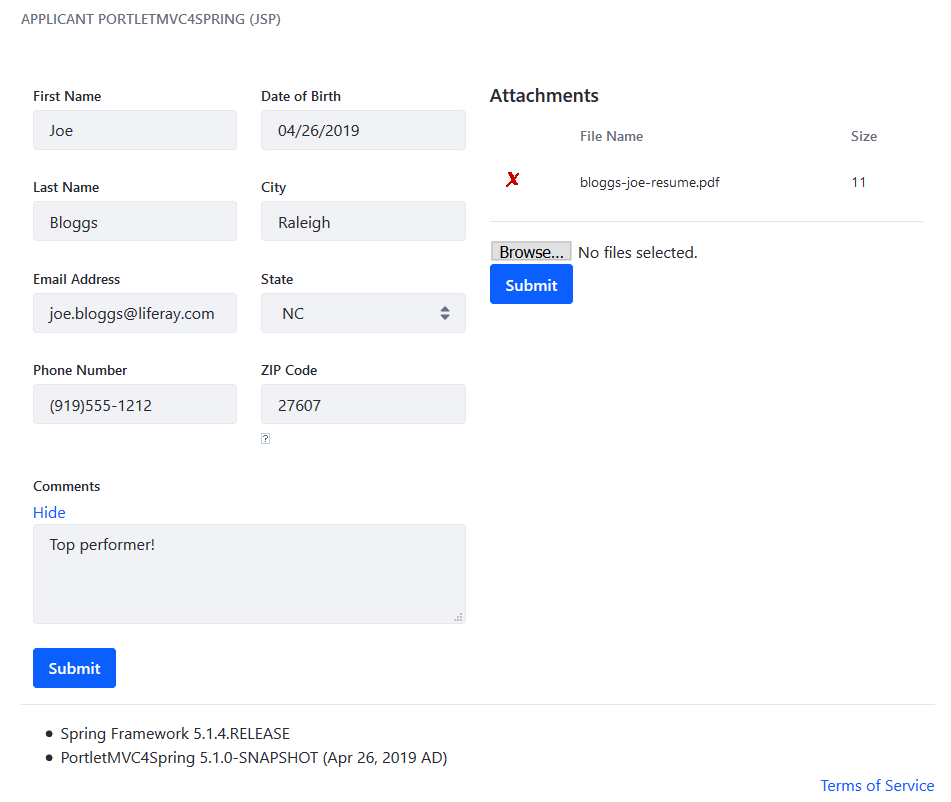 APPLICANT PORTLETMVC4SPRING (JSP)
First Name
Date of Birth
Joe
04/26/2019
Last Name
City
Bloggs
Raleigh
Email Address
State
joe.bloggs@liferay.com
NC
Phone Number
ZIP Code
(919)555-1212
27607
?
Comments
Hide
Top performer!
Submit
Attachments
File Name Size
X
bloggs-joe-resume.pdf 11
Browse... No files selected.
Submit
• Spring Framework 5.1.4.RELEASE
• PortletMVC4Spring 5.1.0-SNAPSHOT (Apr 26, 2019 AD)
Terms of Service